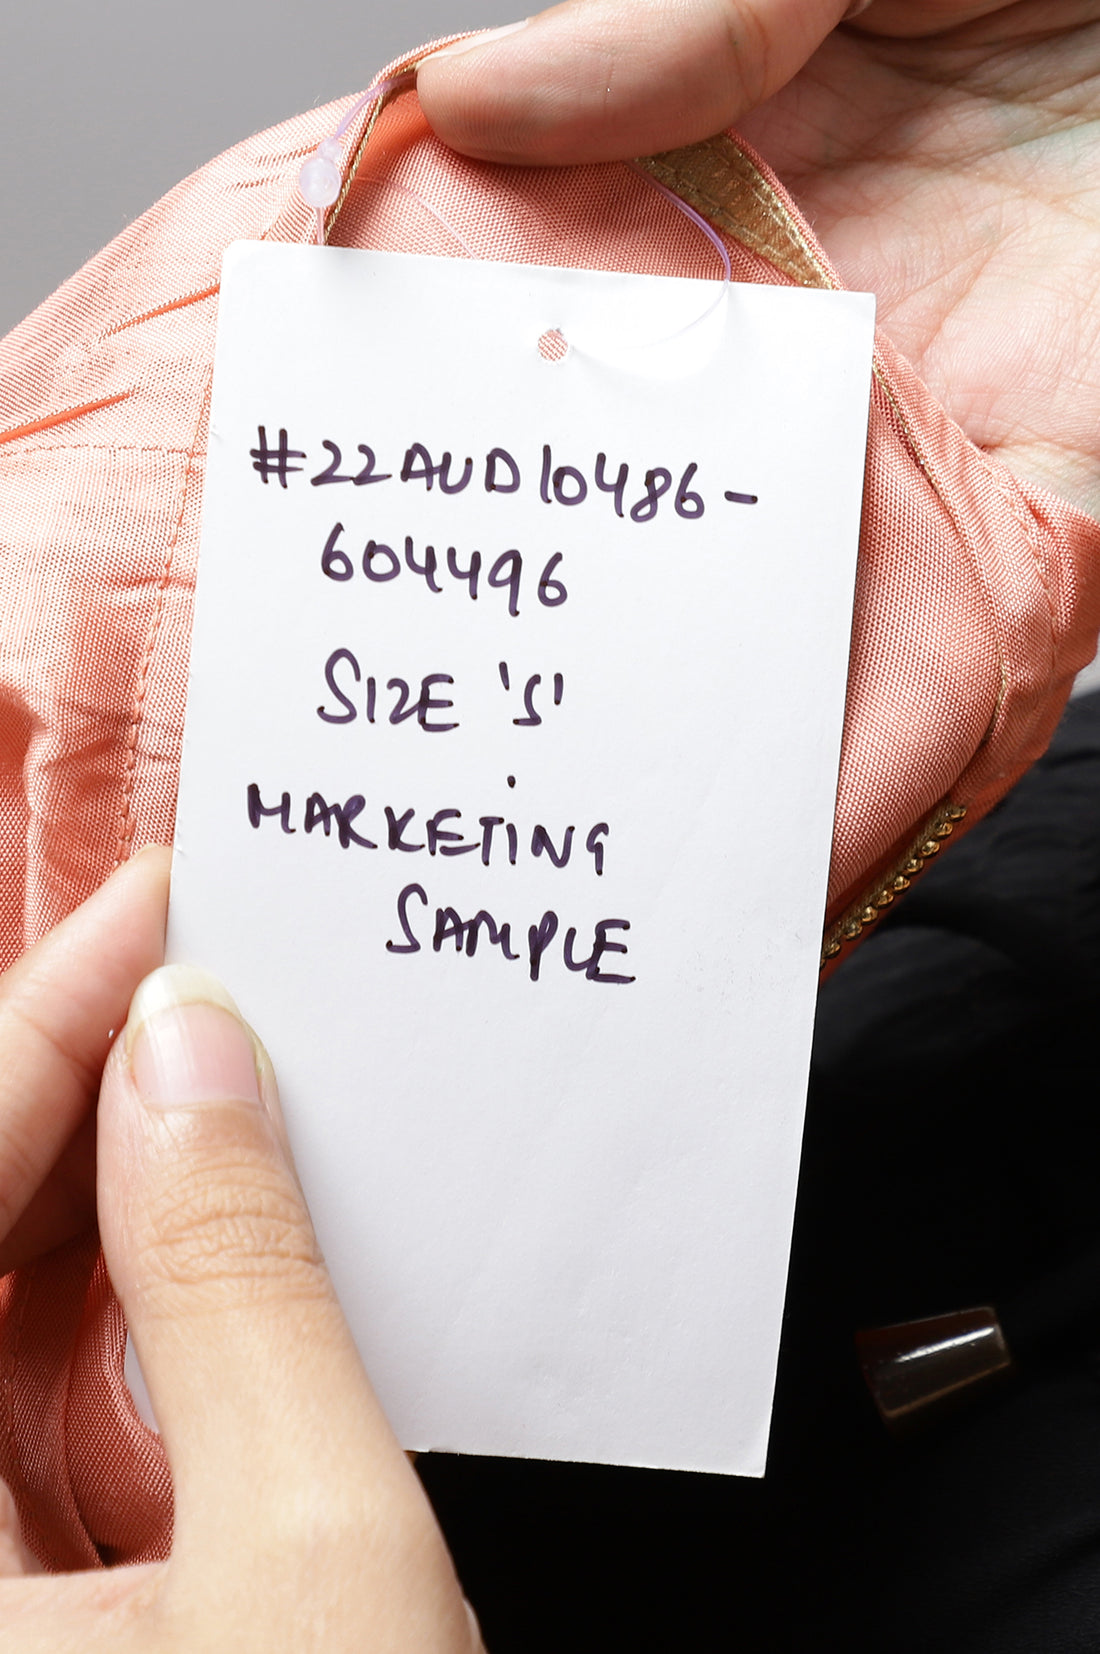 #22AUD10486-
604496
SIZE 'S'
MARKETING
SAMPLE